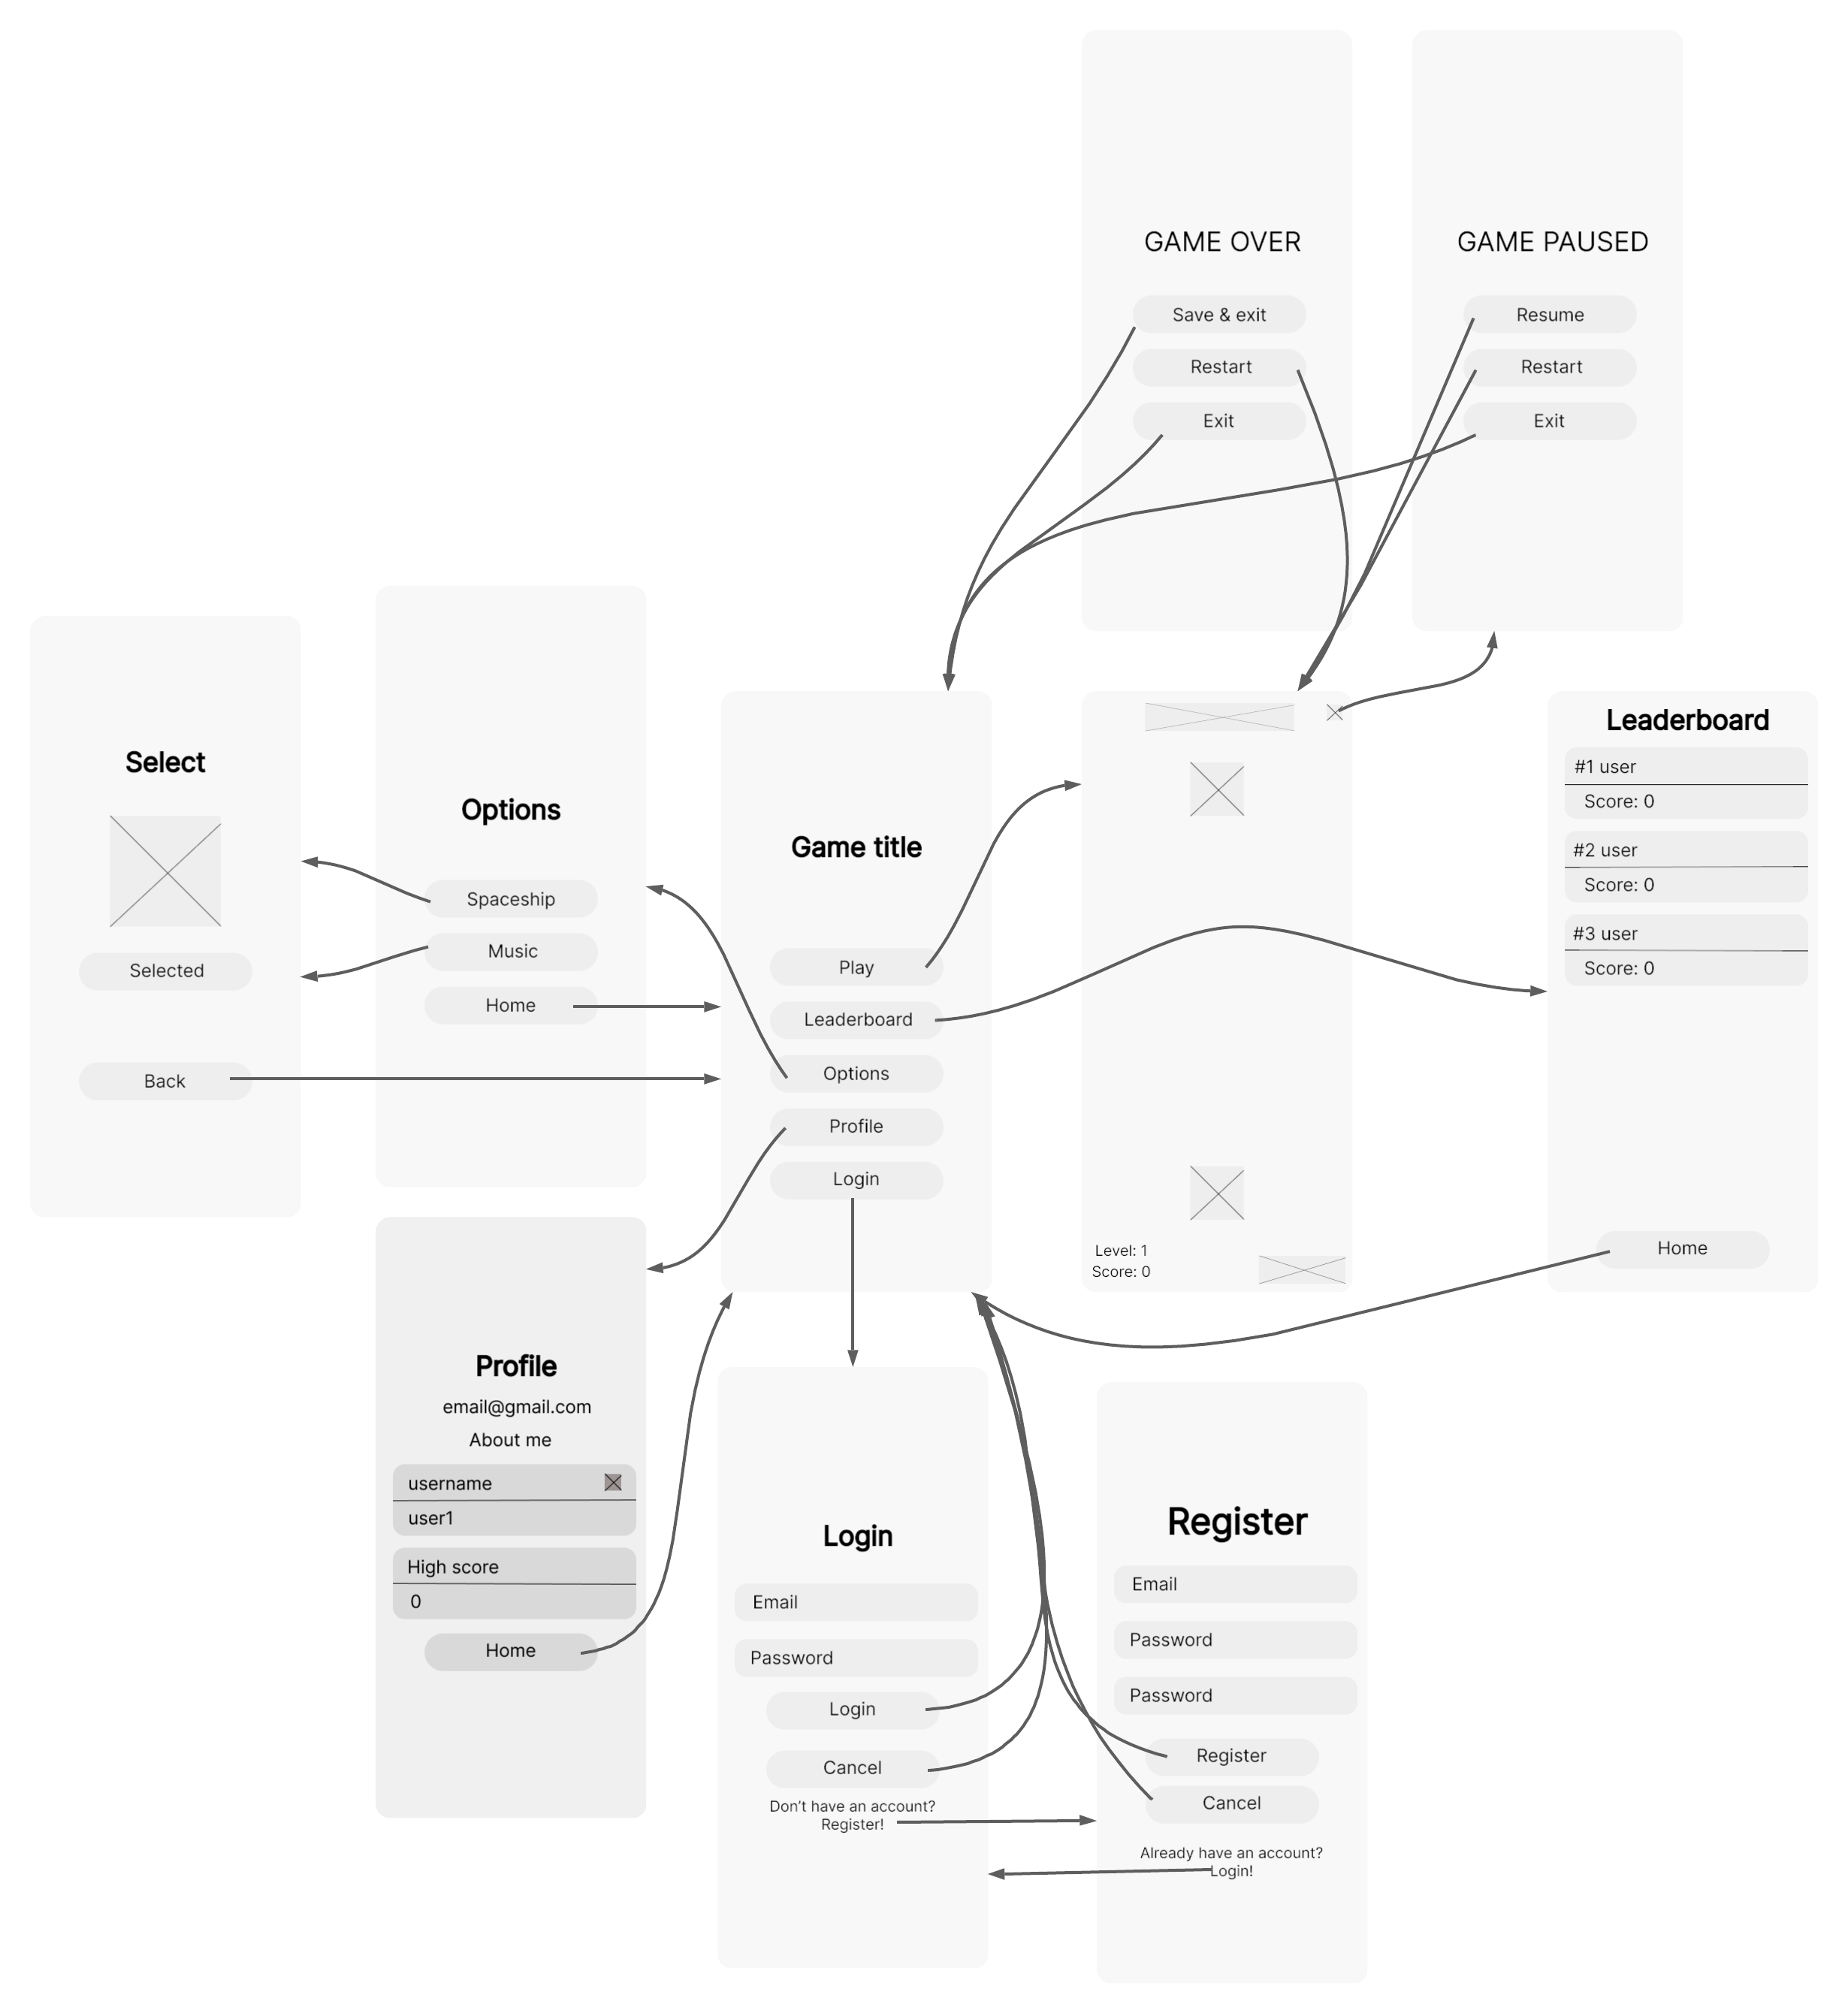 GAME OVER
Save & exit
Restart
Exit
GAME PAUSED
Resume
Restart
Exit
Select
Selected
Back
Options
Spaceship
Music
Home
Game title
Play
Leaderboard
Options
Profile
Login
Level: 1
Score: 0
Leaderboard
#1 user
Score: 0
#2 user
Score: 0
#3 user
Score: 0
Home
Profile
email@gmail.com
About me
username
user1
High score
0
Home
Login
Email
Password
Login
Cancel
Don't have an account?
Register!
Register
Email
Password
Password
Register
Cancel
Already have an account?
Login!